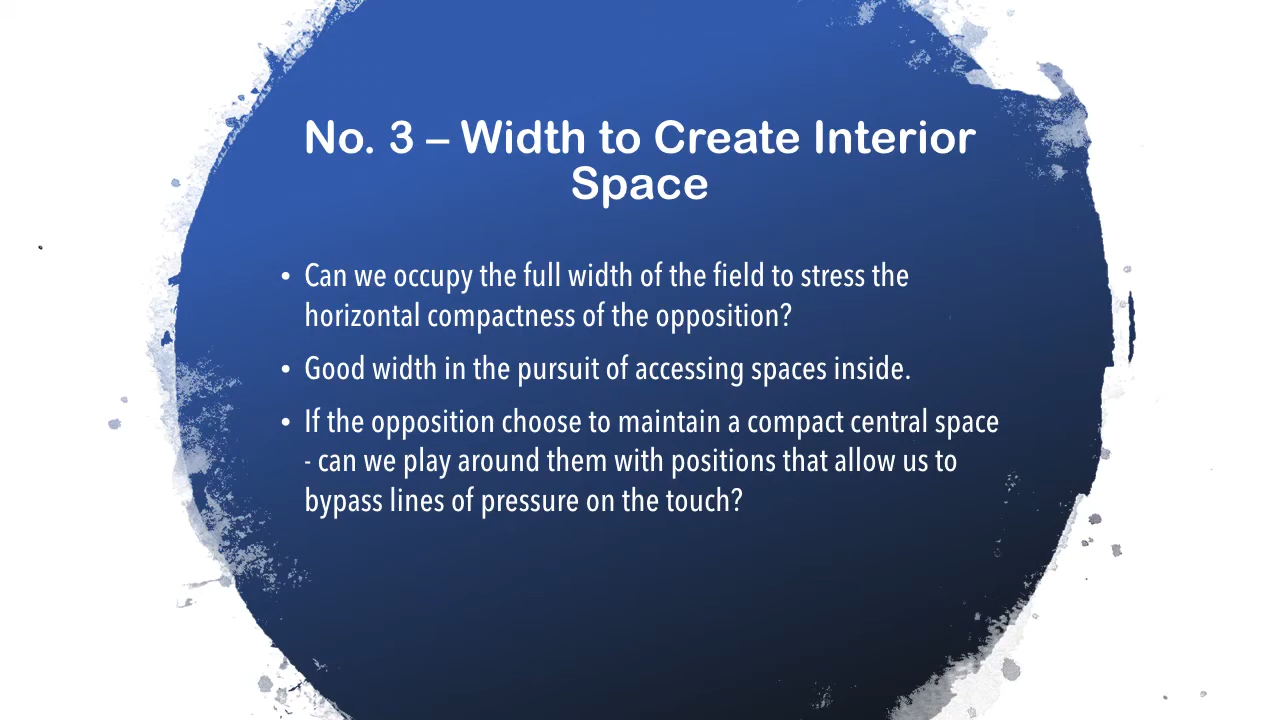 No. 3 – Width to Create Interior
Space
• Can we occupy the full width of the field to stress the
horizontal compactness of the opposition?
• Good width in the pursuit of accessing spaces inside.
• If the opposition choose to maintain a compact central space
- can we play around them with positions that allow us to
bypass lines of pressure on the touch?